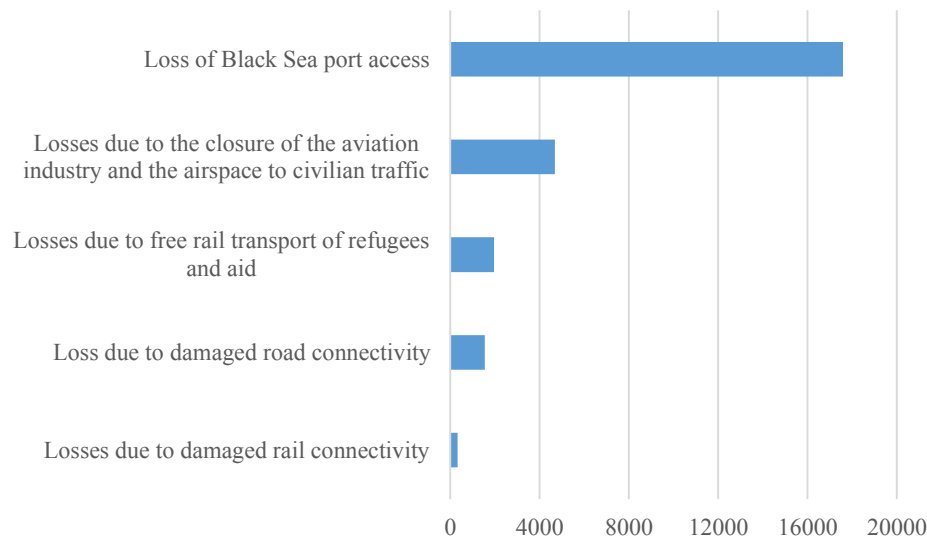 Loss of Black Sea port access
Losses due to the closure of the aviation
industry and the airspace to civilian traffic
Losses due to free rail transport of refugees
and aid
Loss due to damaged road connectivity
Losses due to damaged rail connectivity
0 4000 8000 12000 16000 20000